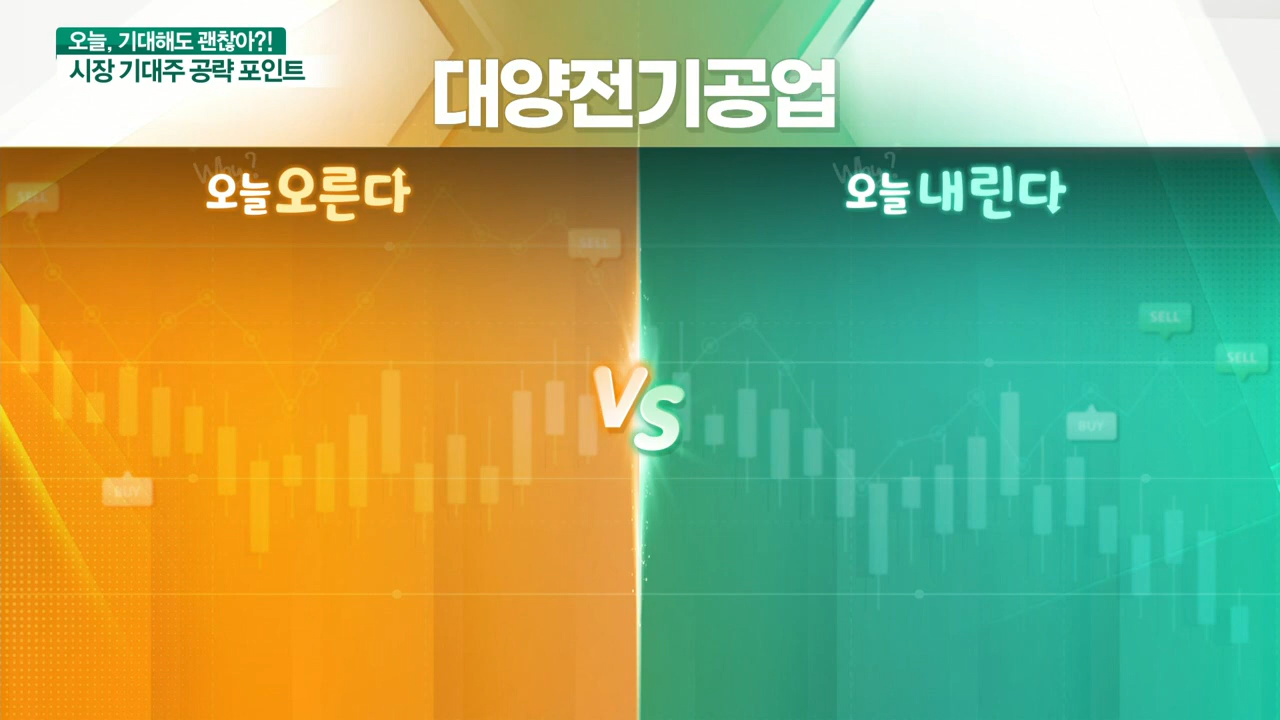 오늘, 기대해도 괜찮아?!
시장 기대주 공략 포인트
대양전기공업
Why?
Why?
오늘 오른다
오늘 내린다
SELL
SELL
SELL
SELL
VS
BUY
BUY